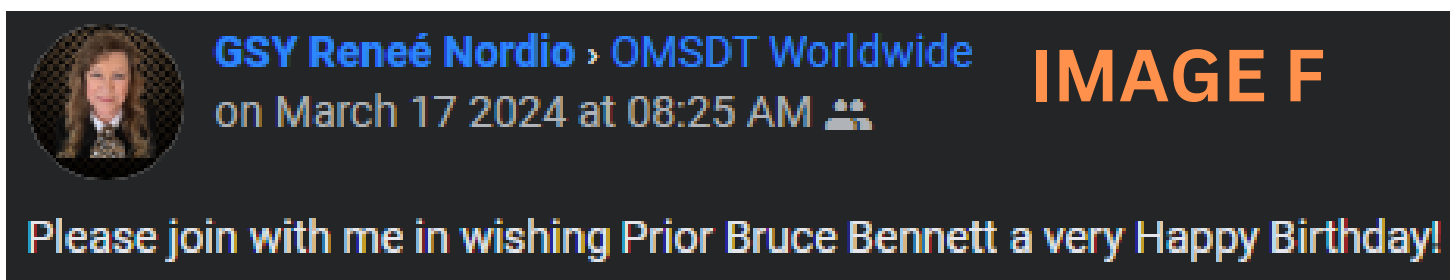 GSY Reneé Nordio › OMSDT Worldwide
IMAGE F
on March 17 2024 at 08:25 AM
Please join with me in wishing Prior Bruce Bennett a very Happy Birthday!